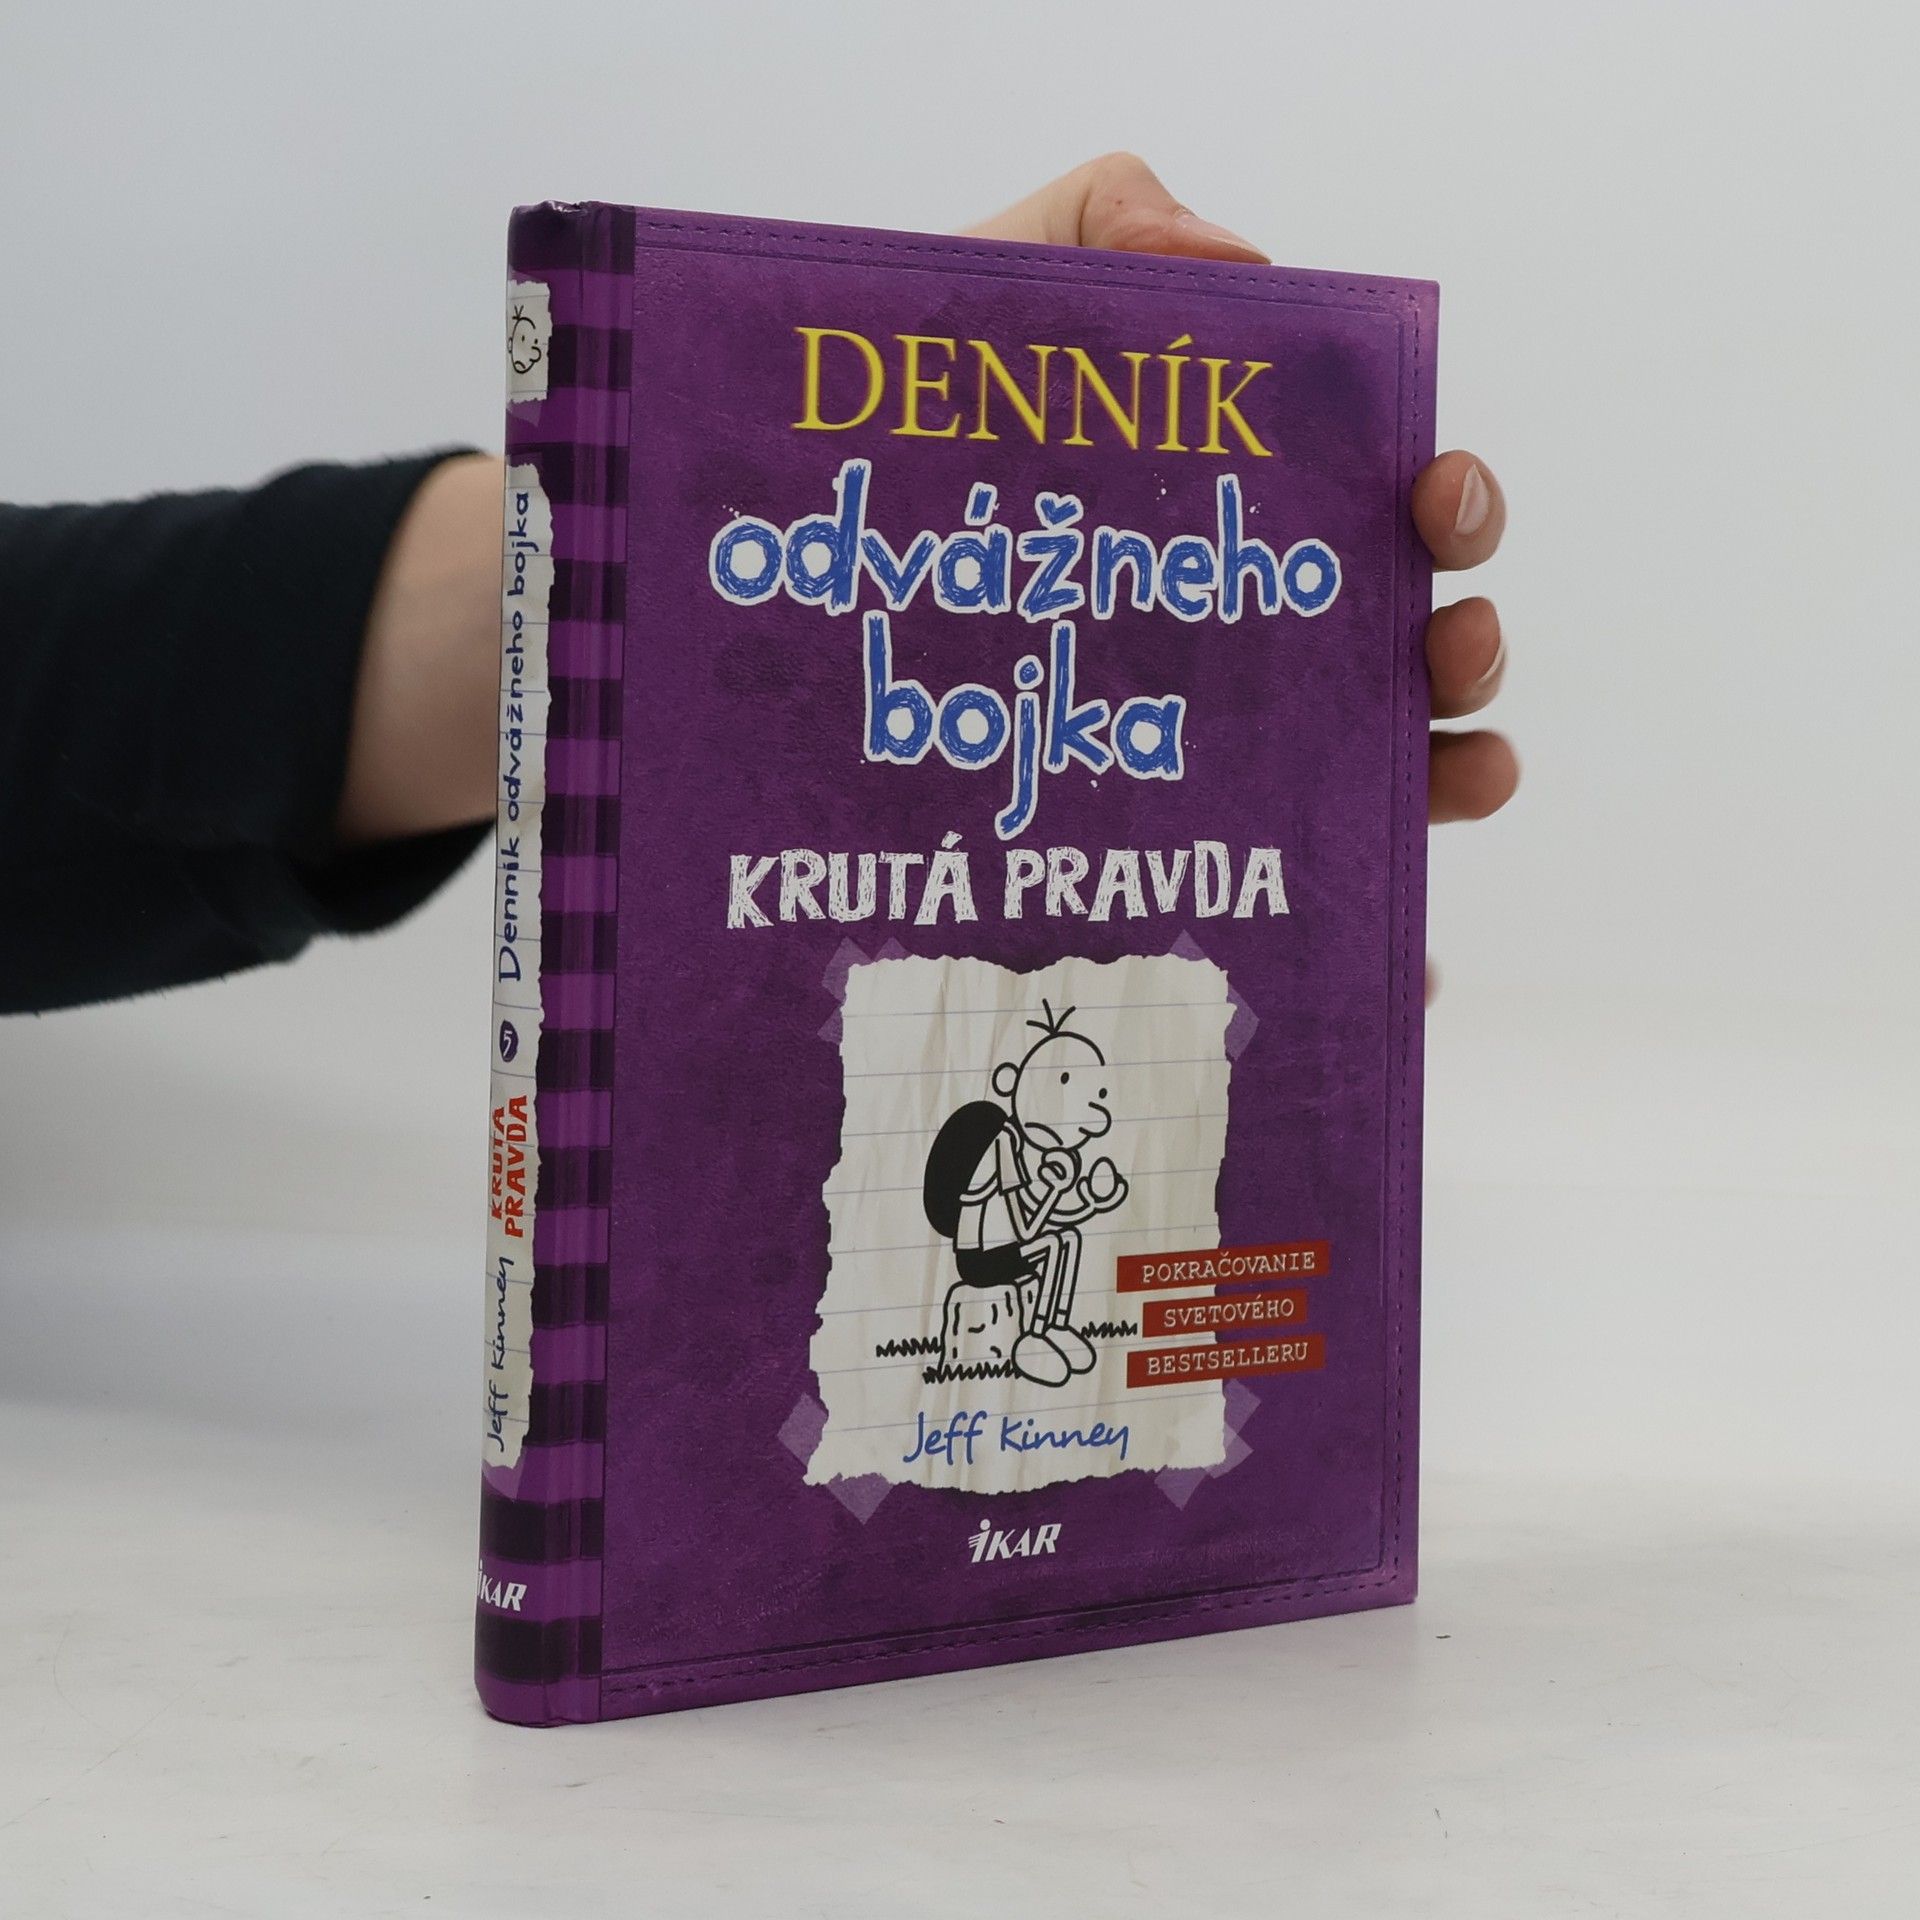 DENNÍK
odvážneho
bojka
KRUTÁ PRAVDA
POKRAČOVANIE
SVETOVÉHO
BESTSELLERU
Jeff Kinney
iKAR
Jeff Kinney
KRUTÁ
PRAVDA
5
Denník odvážneho bojka
iKAR